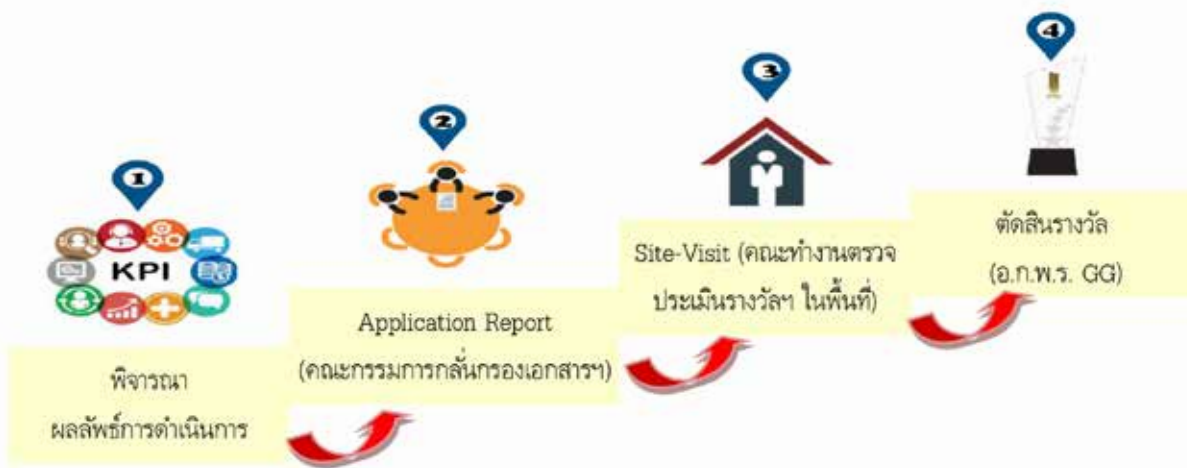 1
KPI
พิจารณา
ผลลัพธ์การดำเนินการ
2
Application Report
(คณะกรรมการกลั่นกรองเอกสารฯ)
3
Site-Visit (คณะทำงานตรวจ
ประเมินรางวัลฯ ในพื้นที่)
4
ตัดสินรางวัล
(อ.ก.พ.ร. GG)